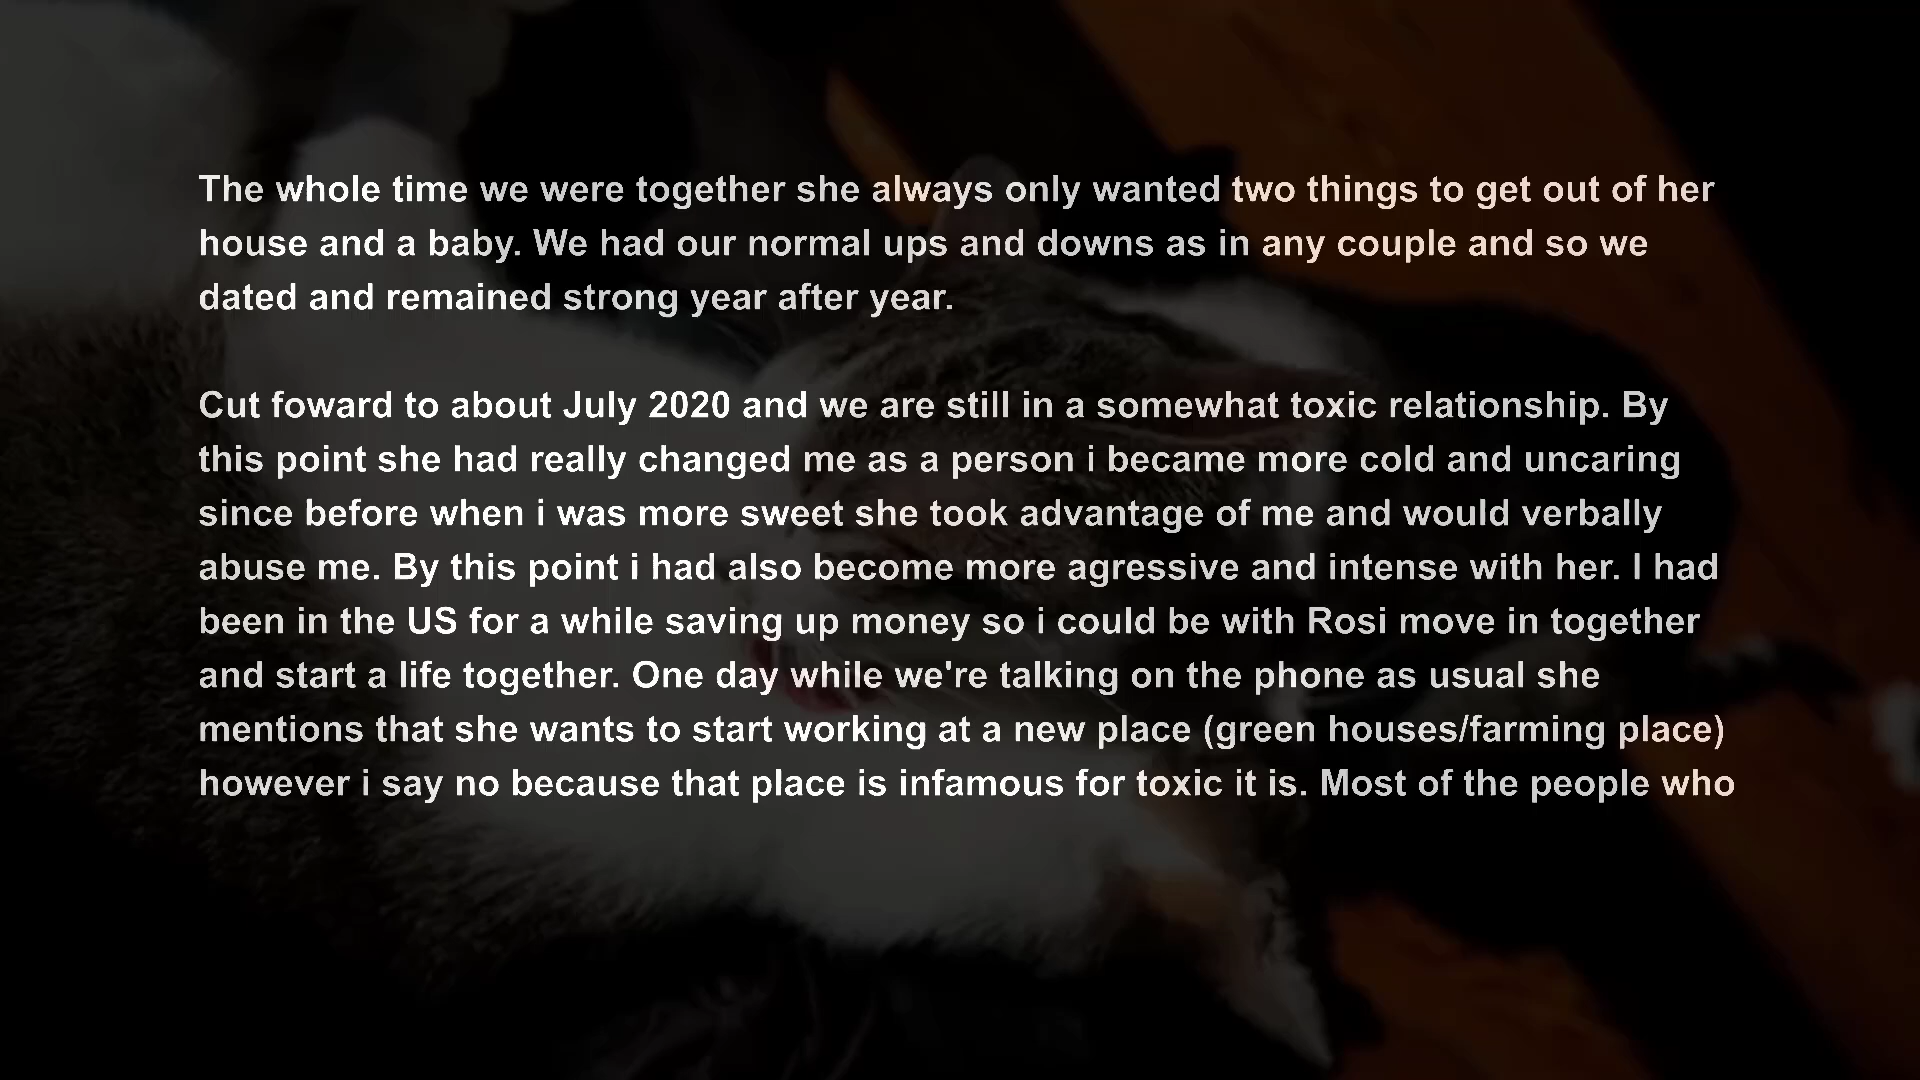 The whole time we were together she always only wanted two things to get out of her
house and a baby. We had our normal ups and downs as in any couple and so we
dated and remained strong year after year.
Cut foward to about July 2020 and we are still in a somewhat toxic relationship. By
this point she had really changed me as a person i became more cold and uncaring
since before when i was more sweet she took advantage of me and would verbally
abuse me. By this point i had also become more agressive and intense with her. I had
been in the US for a while saving up money so i could be with Rosi move in together
and start a life together. One day while we're talking on the phone as usual she
mentions that she wants to start working at a new place (green houses/farming place)
however i say no because that place is infamous for toxic it is. Most of the people who